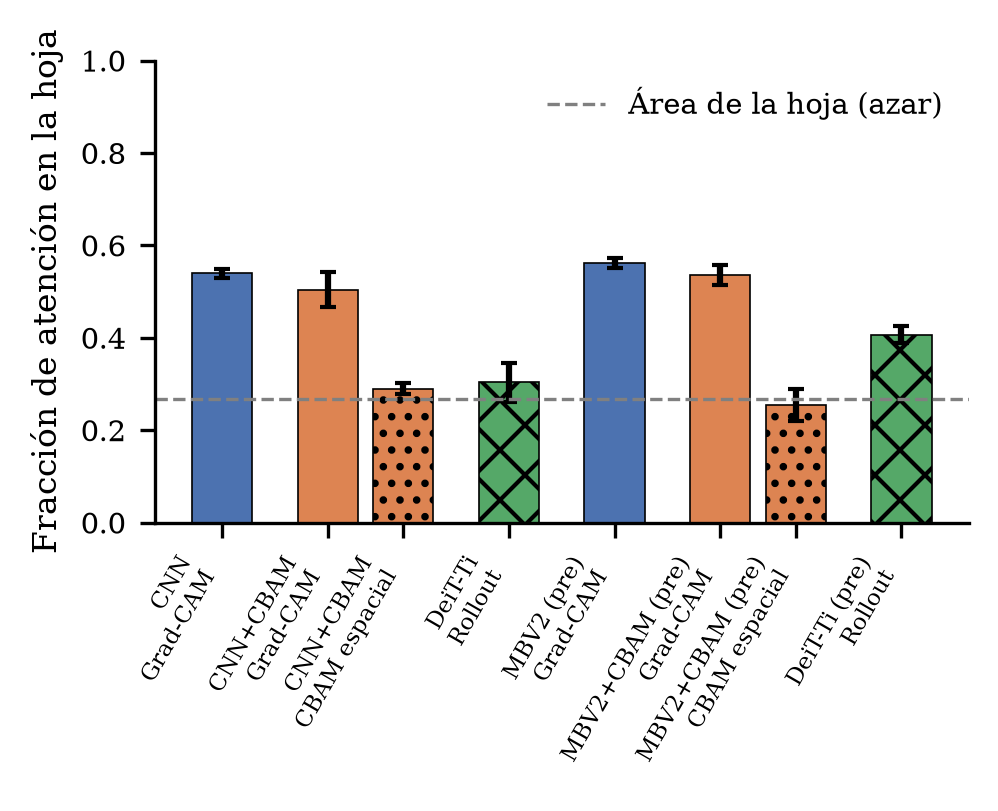 Fracción de atención en la hoja
1.0
0.8
0.6
0.4
0.2
0.0
Área de la hoja (azar)
CNN
Grad-CAM
CNN+CBAM
Grad-CAM
CNN+CBAM
CBAM espacial
DeiT-Ti
Rollout
MBV2 (pre)
Grad-CAM
MBV2+CBAM (pre)
Grad-CAM
MBV2+CBAM (pre)
CBAM espacial
DeiT-Ti (pre)
Rollout